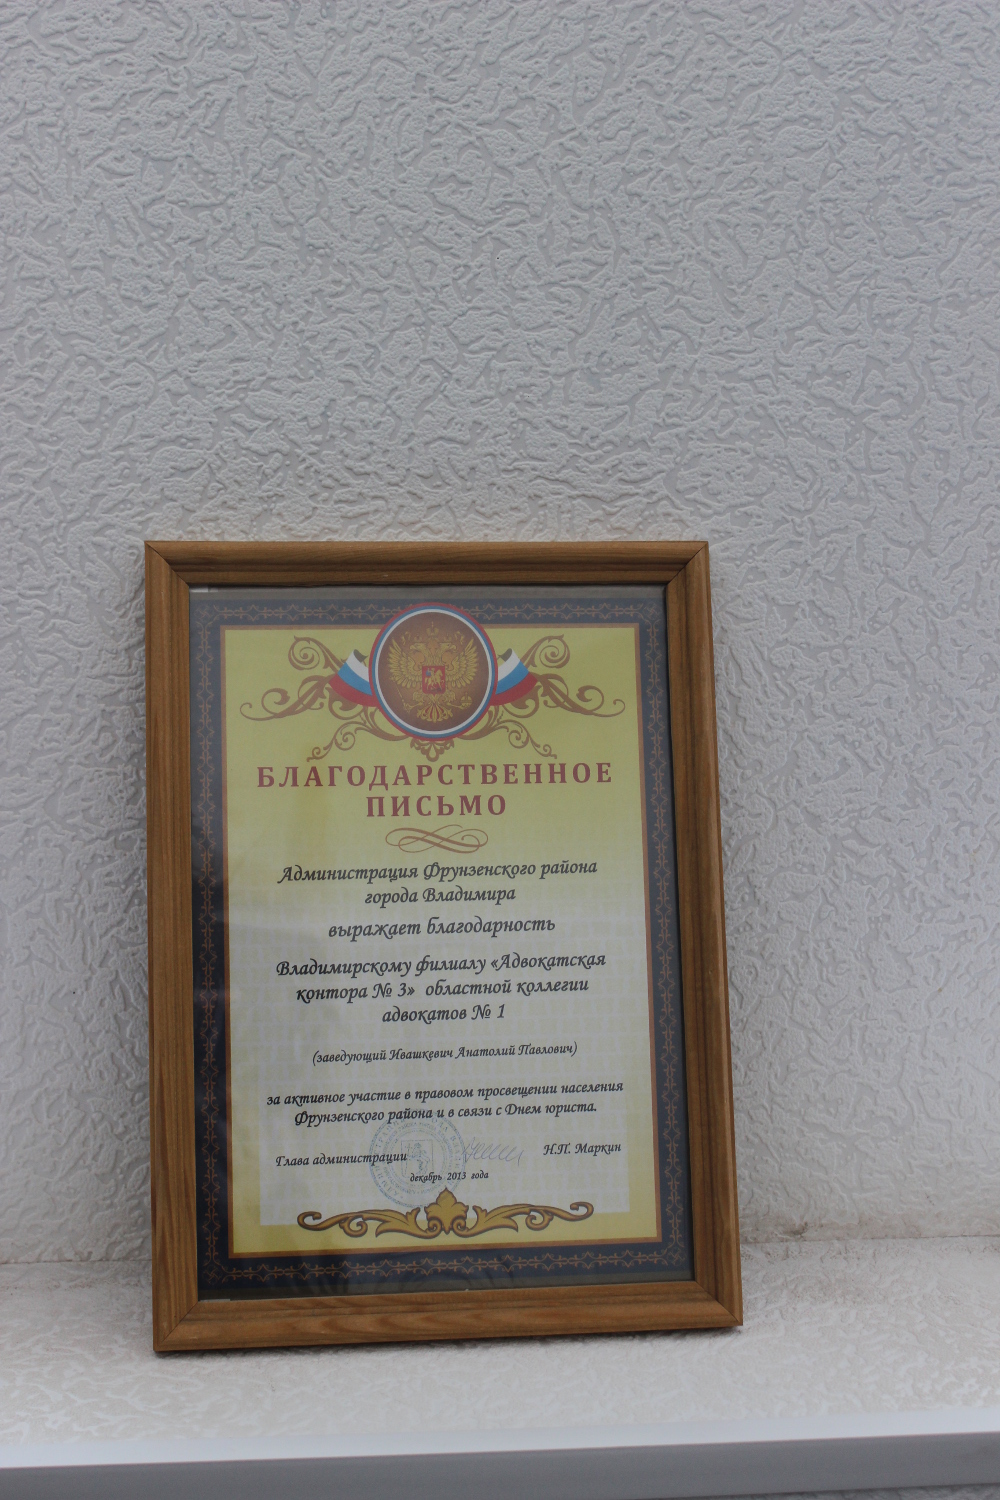 БЛАГОДАРСТВЕННОЕ
ПИСЬМО
Администрация Фрунзенского района
города Владимира
выражает благодарность
Владимирскому филиалу «Адвокатская
контора № 3» областной коллегии
адвокатов № 1
(заведующий Ивашкевич Анатолий Павлович)
за активное участие в правовом просвещении населения
Фрунзенского района и в связи с Днем юриста.
Глава администрации Н.П. Маркин
декабрь 2013 года